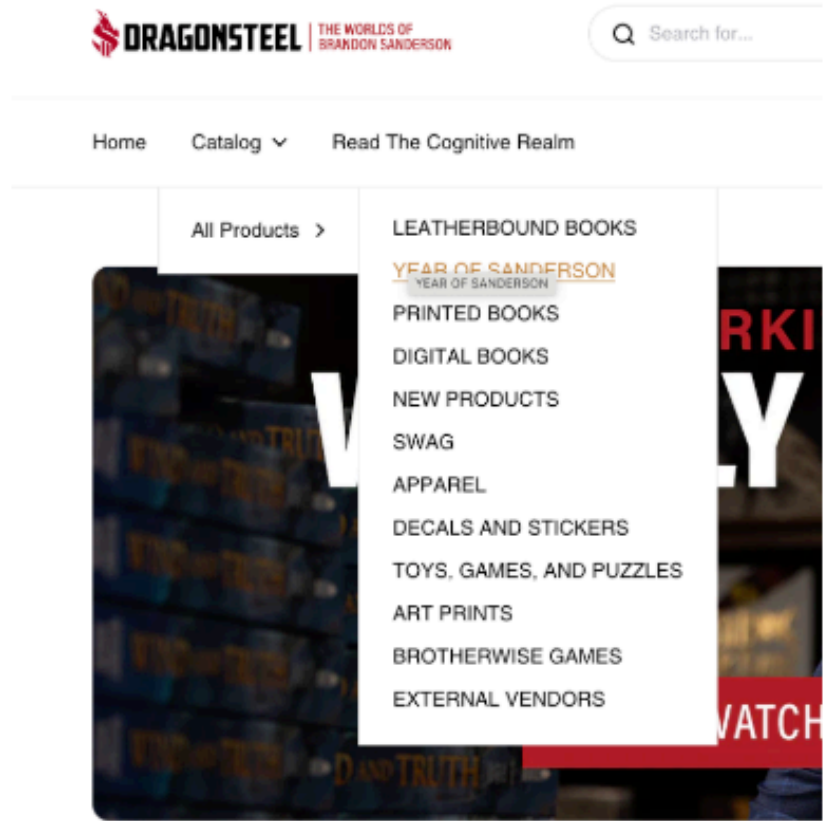 DRAGONSTEEL
THE WORLDS OF
BRANDON SANDERSON
Search for...
Home Catalog Read The Cognitive Realm
All Products
LEATHERBOUND BOOKS
YEAR OF SANDERSON
YEAR OF SANDERSON
PRINTED BOOKS
DIGITAL BOOKS
NEW PRODUCTS
SWAG
APPAREL
DECALS AND STICKERS
TOYS, GAMES, AND PUZZLES
ART PRINTS
BROTHERWISE GAMES
EXTERNAL VENDORS
AND TRUTH